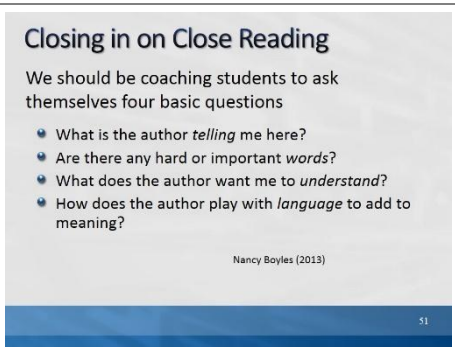 Closing in on Close Reading
We should be coaching students to ask
themselves four basic questions
What is the author telling me here?
Are there any hard or important words?
What does the author want me to understand?
How does the author play with language to add to
meaning?
Nancy Boyles (2013)
51